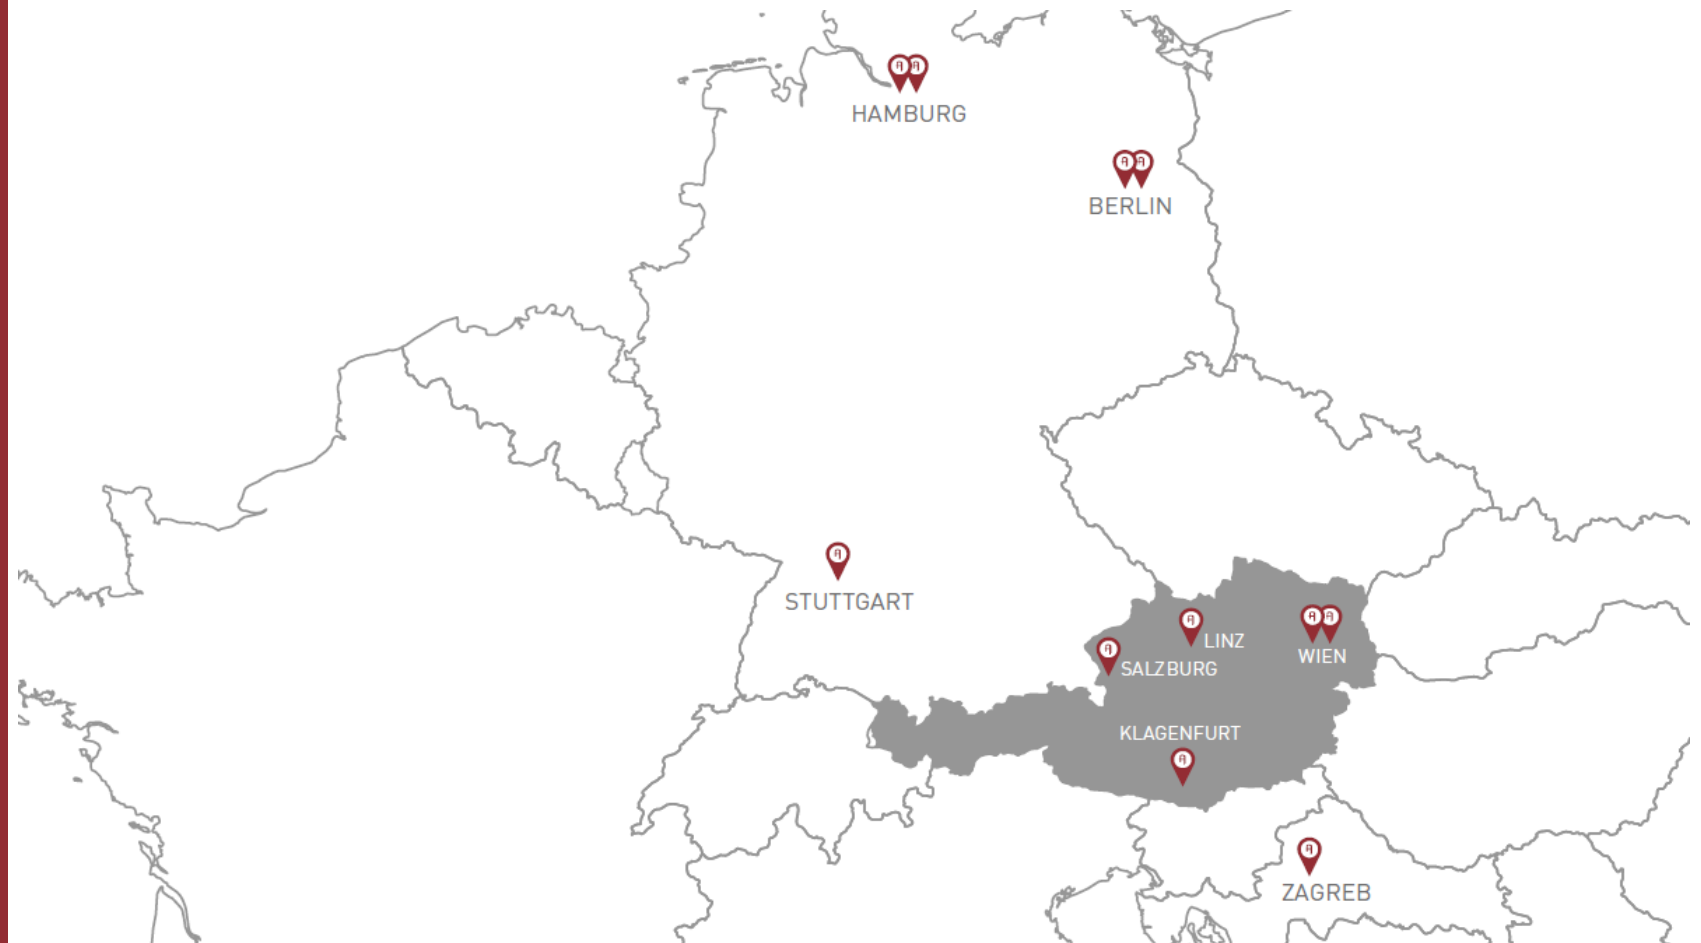 HAMBURG
BERLIN
STUTTGART
LINZ
WIEN
SALZBURG
KLAGENFURT
ZAGREB